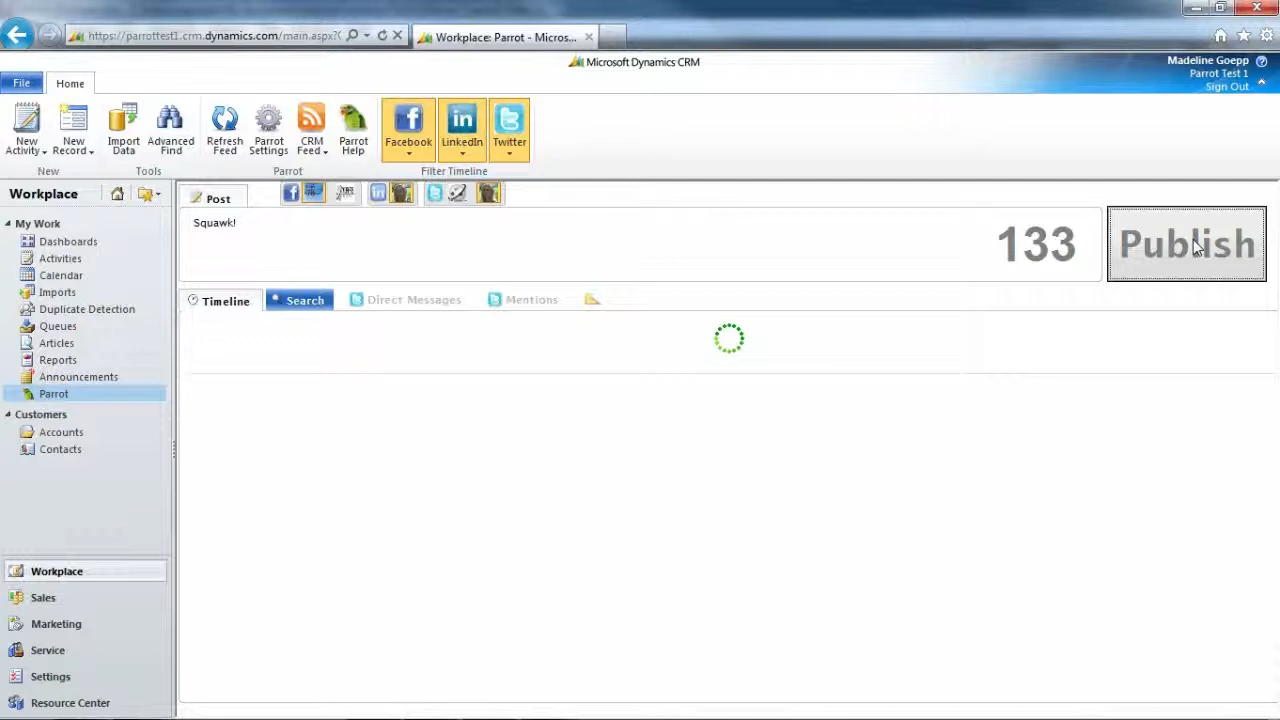 https://parrottest1.crm.dynamics.com/main.aspx?
Workplace: Parrot - Micros...
Microsoft Dynamics CRM
Madeline Goepp
Parrot Test 1
Sign Out
File
Home
New Activity
New Record
Import Data
Advanced Find
Refresh Feed
Parrot Settings
CRM Feed
Parrot Help
Facebook
LinkedIn
Twitter
New
Tools
Parrot
Filter Timeline
Workplace
Post
My Work
Dashboards
Activities
Calendar
Imports
Duplicate Detection
Queues
Articles
Reports
Announcements
Parrot
Customers
Accounts
Contacts
Squawk!
133
Publish
Timeline
Search
Direct Messages
Mentions
Workplace
Sales
Marketing
Service
Settings
Resource Center